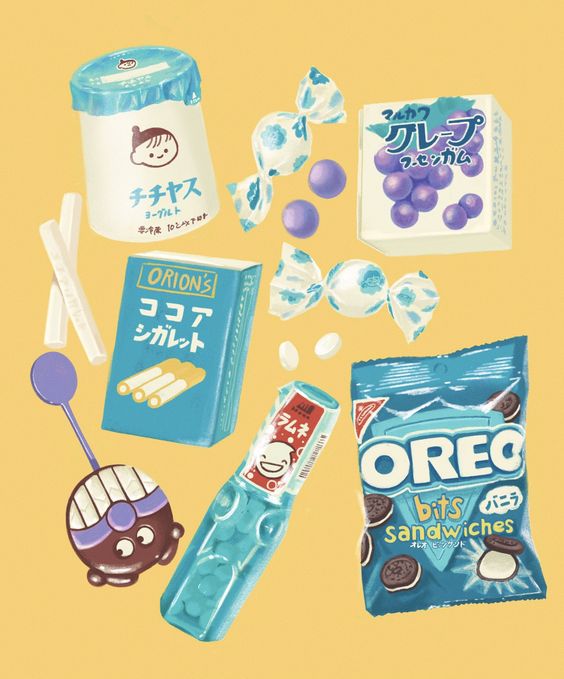 チチヤス
ヨーグルト
マルカワ
グレープ
フーセンガム
ORION'S
ココア
シガレット
ラムネ
OREO
bits
sandwiches
バニラ